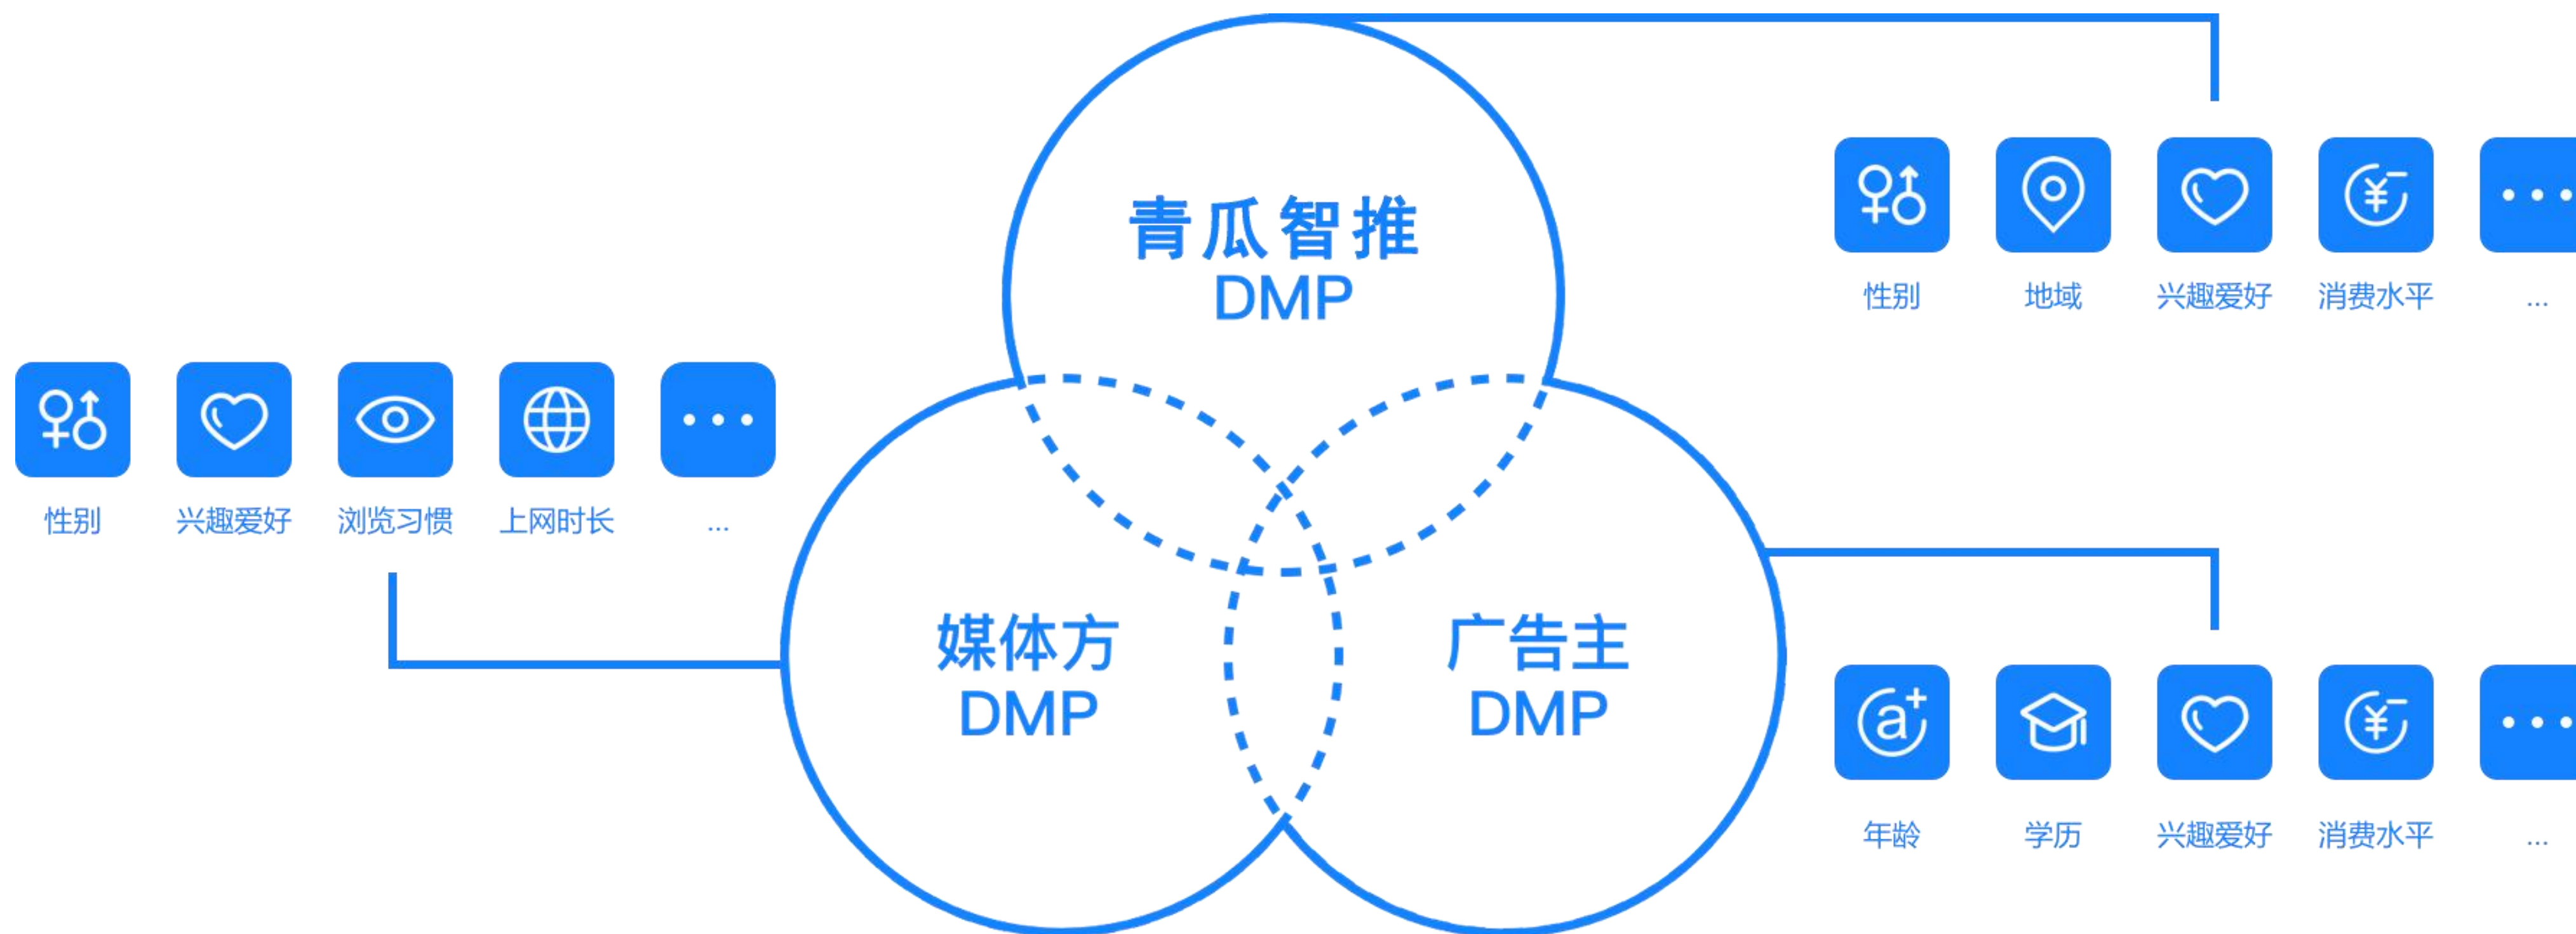 青瓜智推
DMP
性别 地域 兴趣爱好 消费水平 ...
性别 兴趣爱好 浏览习惯 上网时长 ...
媒体方
DMP
广告主
DMP
年龄 学历 兴趣爱好 消费水平 ...